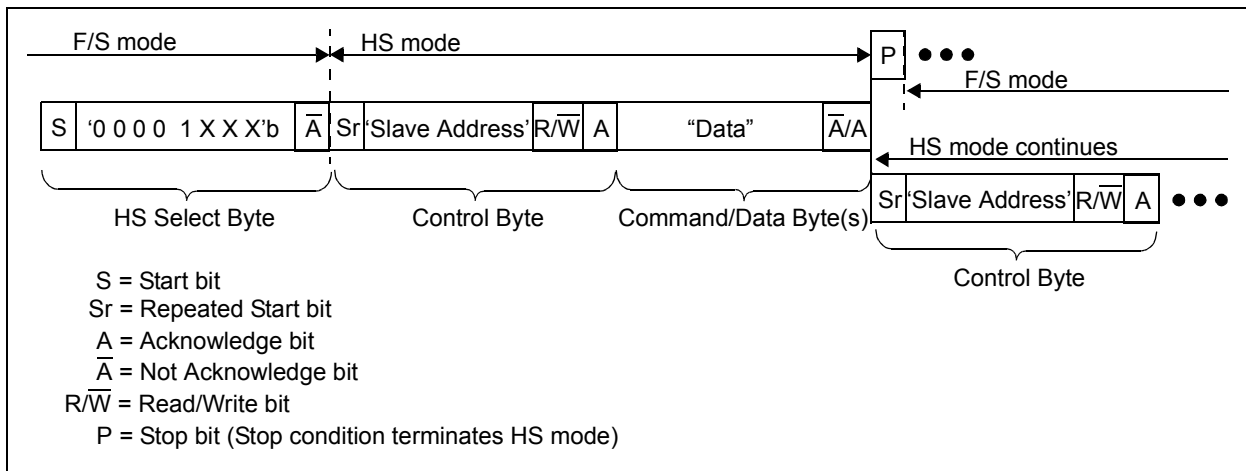 F/S mode HS mode
P •••
F/S mode
S '0 0 0 0 1 X X X'b A̅ Sr 'Slave Address' R/W̅ A "Data" A̅/A
HS mode continues
Sr 'Slave Address' R/W̅ A •••
HS Select Byte Control Byte Command/Data Byte(s)
Control Byte
S = Start bit
Sr = Repeated Start bit
A = Acknowledge bit
A̅ = Not Acknowledge bit
R/W̅ = Read/Write bit
P = Stop bit (Stop condition terminates HS mode)